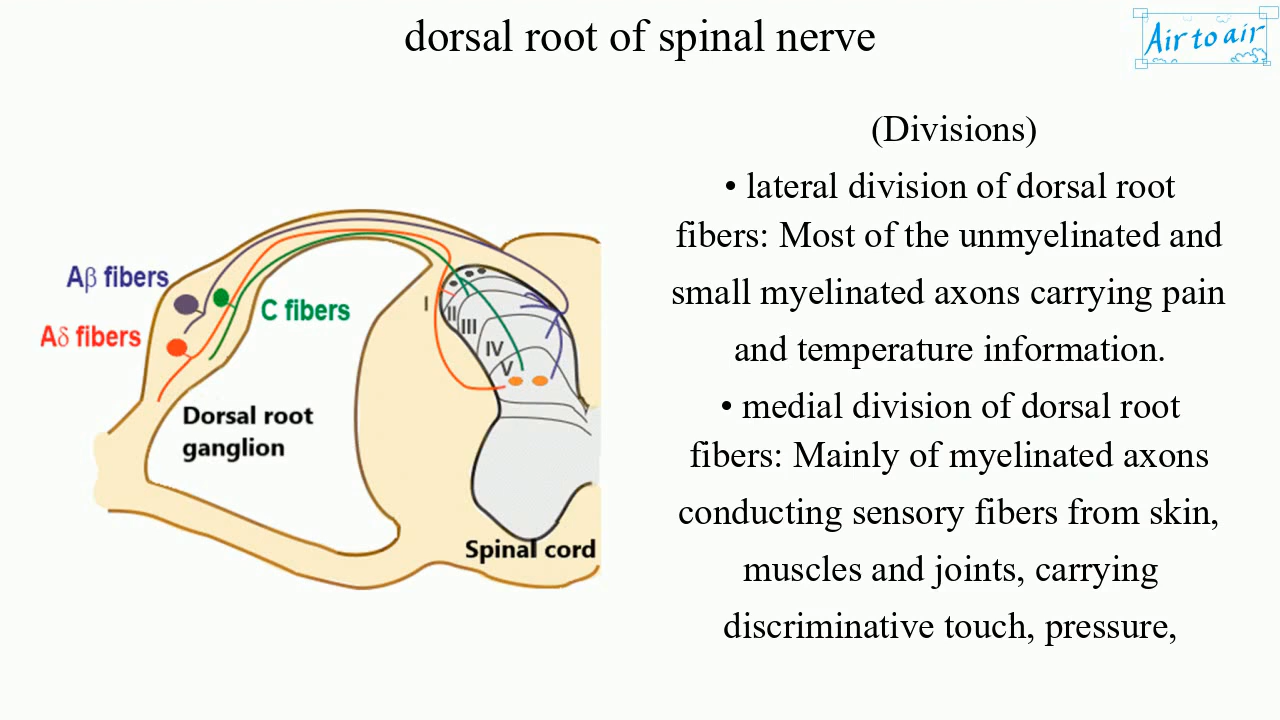 dorsal root of spinal nerve
Air to air
(Divisions)
• lateral division of dorsal root
fibers: Most of the unmyelinated and
small myelinated axons carrying pain
and temperature information.
• medial division of dorsal root
fibers: Mainly of myelinated axons
conducting sensory fibers from skin,
muscles and joints, carrying
discriminative touch, pressure,
Aβ fibers
C fibers
Aδ fibers
I
II
III
IV
V
Dorsal root
ganglion
Spinal cord